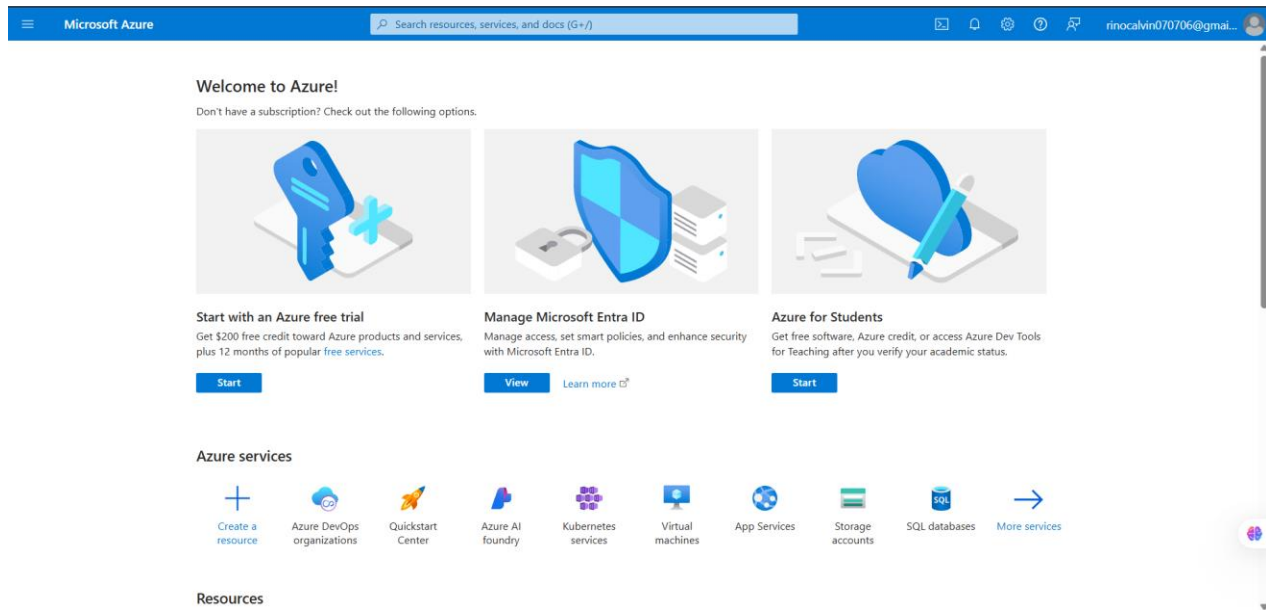 Microsoft Azure
Search resources, services, and docs (G+/)
rinocalvin070706@gmai...
Welcome to Azure!
Don't have a subscription? Check out the following options.
Start with an Azure free trial
Get $200 free credit toward Azure products and services,
plus 12 months of popular free services.
Start
Manage Microsoft Entra ID
Manage access, set smart policies, and enhance security
with Microsoft Entra ID.
View
Learn more
Azure for Students
Get free software, Azure credit, or access Azure Dev Tools
for Teaching after you verify your academic status.
Start
Azure services
Create a
resource
Azure DevOps
organizations
Quickstart
Center
Azure AI
foundry
Kubernetes
services
Virtual
machines
App Services
Storage
accounts
SQL
SQL databases
More services
Resources